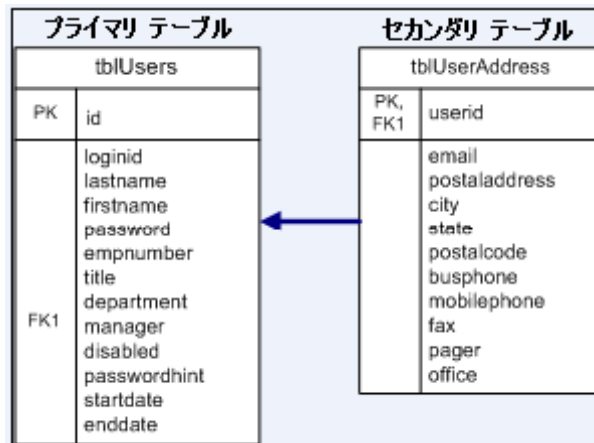 プライマリ テーブル
tblUsers
PK
id
loginid
lastname
firstname
password
empnumber
title
department
FK1
manager
disabled
passwordhint
startdate
enddate
セカンダリ テーブル
tblUserAddress
PK,
FK1
userid
email
postaladdress
city
state
postalcode
busphone
mobilephone
fax
pager
office